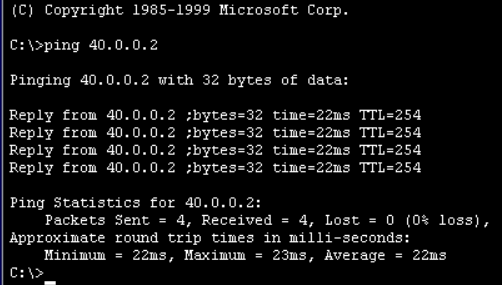 (C) Copyright 1985-1999 Microsoft Corp.
C:\>ping 40.0.0.2
Pinging 40.0.0.2 with 32 bytes of data:
Reply from 40.0.0.2 ;bytes=32 time=22ms TTL=254
Reply from 40.0.0.2 ;bytes=32 time=22ms TTL=254
Reply from 40.0.0.2 ;bytes=32 time=22ms TTL=254
Reply from 40.0.0.2 ;bytes=32 time=22ms TTL=254
Ping Statistics for 40.0.0.2:
Packets Sent = 4, Received = 4, Lost = 0 (0% loss),
Approximate round trip times in milli-seconds:
Minimum = 22ms, Maximum = 23ms, Average = 22ms
C:\>